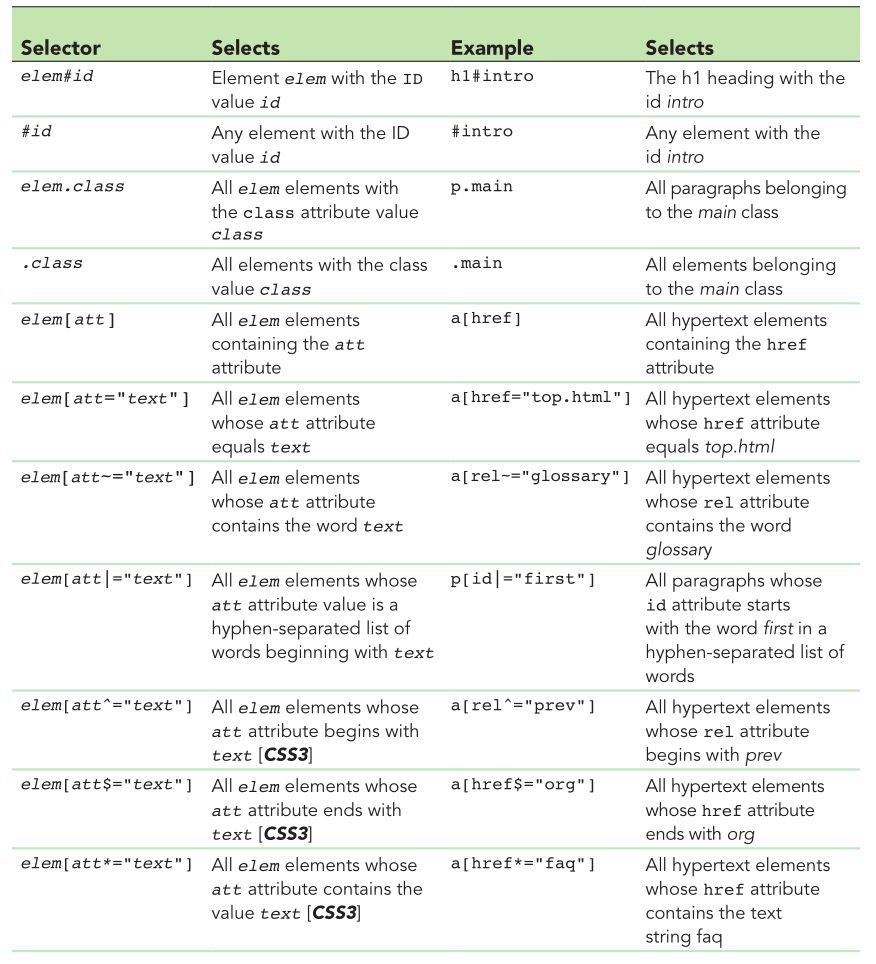 Selector Selects Example Selects
elem#id Element elem with the ID h1#intro The h1 heading with the
value id id intro
#id Any element with the ID #intro Any element with the
value id id intro
elem.class All elem elements with p.main All paragraphs belonging
the class attribute value to the main class
class
.class All elements with the class .main All elements belonging
value class to the main class
elem[att] All elem elements a[href] All hypertext elements
containing the att containing the href
attribute attribute
elem[att="text"] All elem elements a[href="top.html"] All hypertext elements
whose att attribute whose href attribute
equals text equals top.html
elem[att~="text"] All elem elements a[rel~="glossary"] All hypertext elements
whose att attribute whose rel attribute
contains the word text contains the word
glossary
elem[att|="text"] All elem elements whose p[id|="first"] All paragraphs whose
att attribute value is a id attribute starts
hyphen-separated list of with the word first in a
words beginning with text hyphen-separated list of
words
elem[att^="text"] All elem elements whose a[rel^="prev"] All hypertext elements
att attribute begins with whose rel attribute
text [CSS3] begins with prev
elem[att$="text"] All elem elements whose a[href$="org"] All hypertext elements
att attribute ends with whose href attribute
text [CSS3] ends with org
elem[att*="text"] All elem elements whose a[href*="faq"] All hypertext elements
att attribute contains the whose href attribute
value text [CSS3] contains the text
string faq